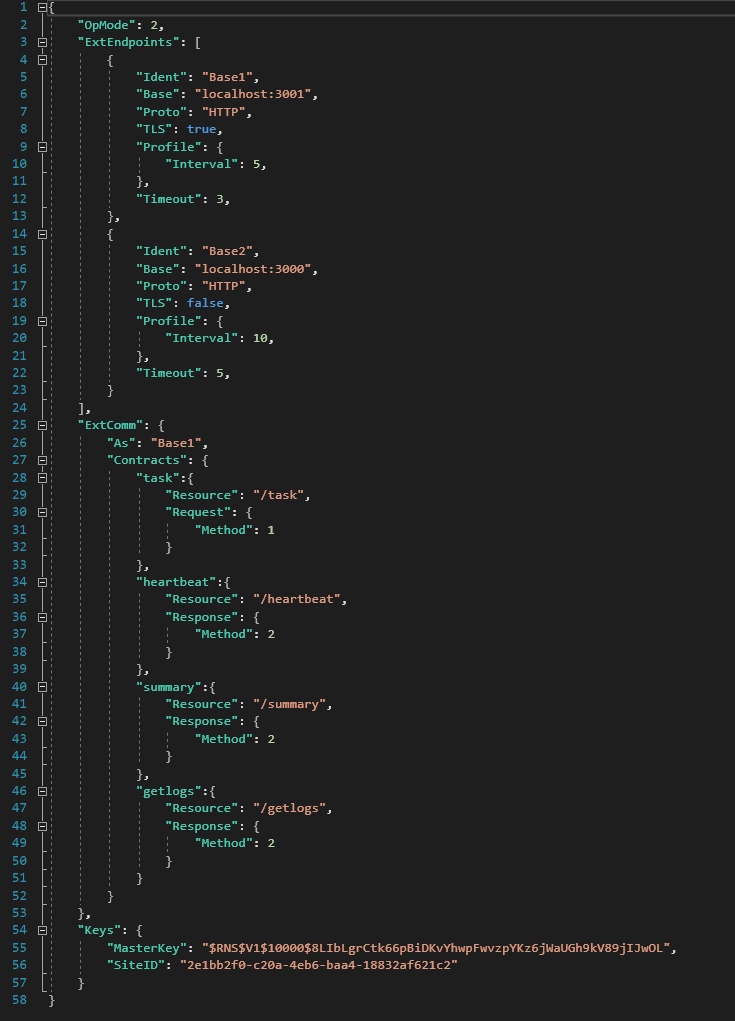 1 {
2 "OpMode": 2,
3 "ExtEndpoints": [
4 {
5 "Ident": "Base1",
6 "Base": "localhost:3001",
7 "Proto": "HTTP",
8 "TLS": true,
9 "Profile": {
10 "Interval": 5,
11 },
12 "Timeout": 3,
13 },
14 {
15 "Ident": "Base2",
16 "Base": "localhost:3000",
17 "Proto": "HTTP",
18 "TLS": false,
19 "Profile": {
20 "Interval": 10,
21 },
22 "Timeout": 5,
23 }
24 ],
25 "ExtComm": {
26 "As": "Base1",
27 "Contracts": {
28 "task":{
29 "Resource": "/task",
30 "Request": {
31 "Method": 1
32 }
33 },
34 "heartbeat":{
35 "Resource": "/heartbeat",
36 "Response": {
37 "Method": 2
38 }
39 },
40 "summary":{
41 "Resource": "/summary",
42 "Response": {
43 "Method": 2
44 }
45 },
46 "getlogs":{
47 "Resource": "/getlogs",
48 "Response": {
49 "Method": 2
50 }
51 }
52 }
53 },
54 "Keys": {
55 "MasterKey": "$RNS$V1$10000$8LIbLgrCtk66pBiDKvYhwpFwvzpYKz6jWaUGh9kV89jIJwOL",
56 "SiteID": "2e1bb2f0-c20a-4eb6-baa4-18832af621c2"
57 }
58 }